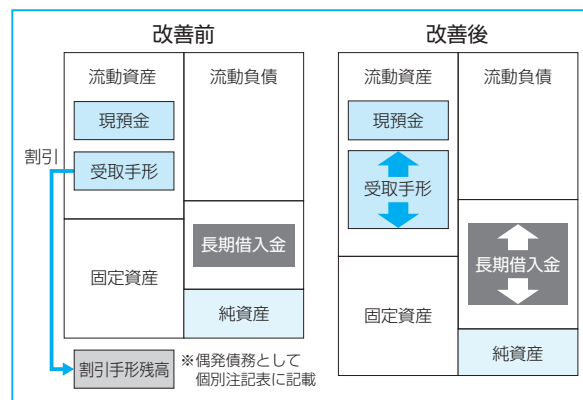 改善前
流動資産
流動負債
現預金
割引
受取手形
長期借入金
固定資産
純資産
割引手形残高
※偶発債務として
個別注記表に記載
改善後
流動資産
流動負債
現預金
受取手形
長期借入金
固定資産
純資産